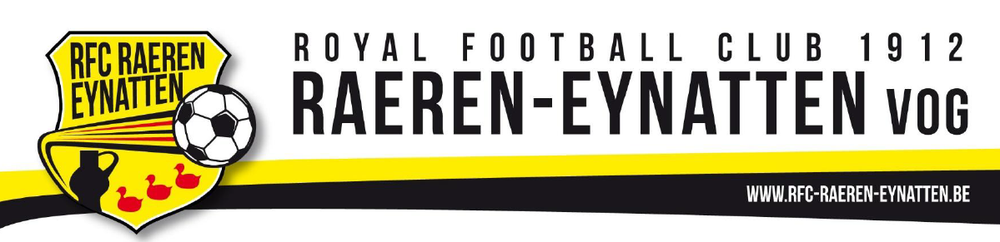 RFC RAEREN
EYNATTEN
ROYAL FOOTBALL CLUB 1912
RAEREN-EYNATTEN VOG
WWW.RFC-RAEREN-EYNATTEN.BE